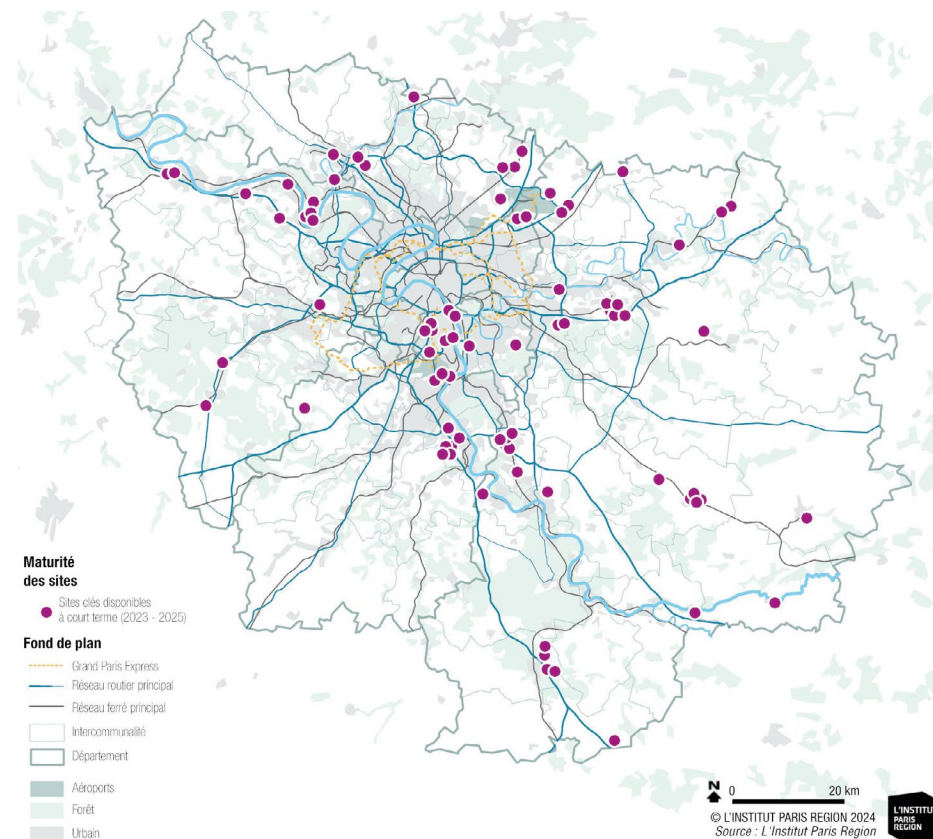 Maturité
des sites
Sites clés disponibles
à court terme (2023 - 2025)
Fond de plan
Grand Paris Express
Réseau routier principal
Réseau ferré principal
Intercommunalité
Département
Aéroports
Forêt
Urbain
N
0 20 km
© L'INSTITUT PARIS REGION 2024
Source : L'Institut Paris Region
L'INSTITU
PARIS
REGION